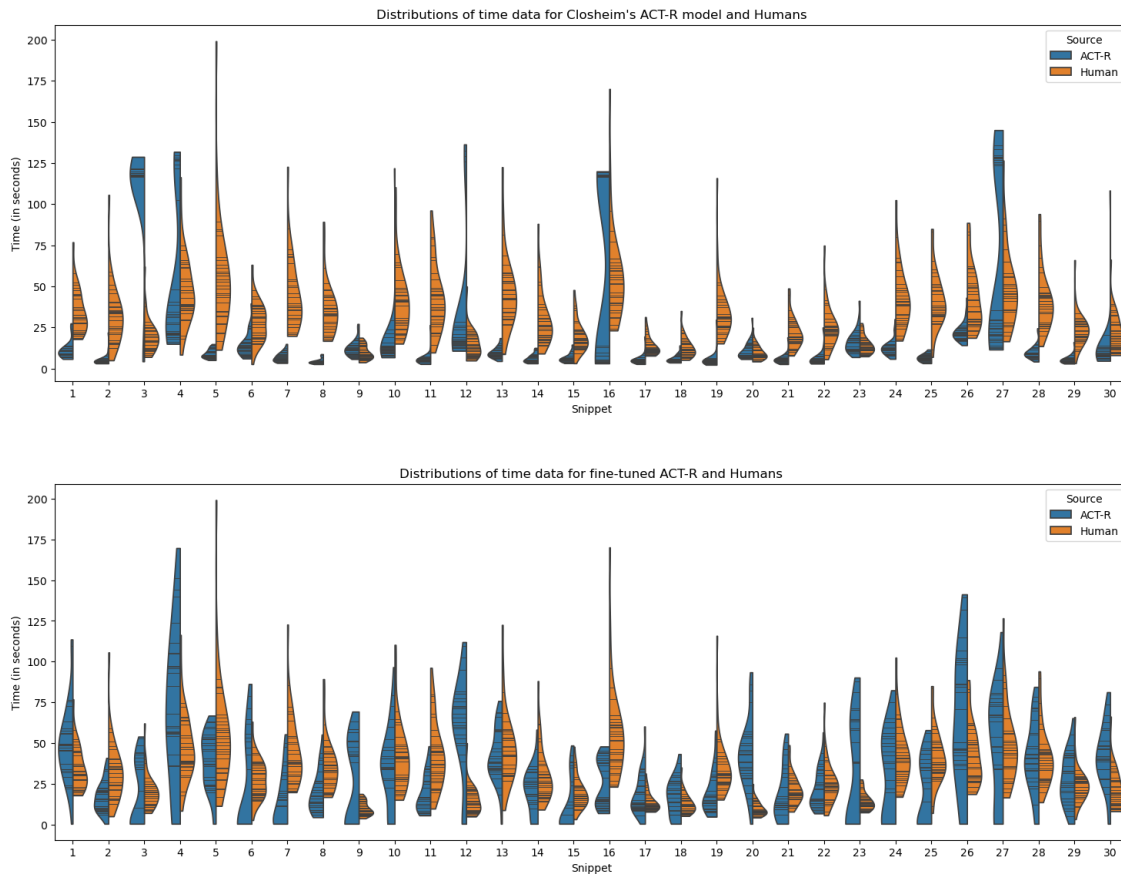 Distributions of time data for Closheim's ACT-R model and Humans
Source
ACT-R
Human
Time (in seconds)
200
175
150
125
100
75
50
25
0
1 2 3 4 5 6 7 8 9 10 11 12 13 14 15 16 17 18 19 20 21 22 23 24 25 26 27 28 29 30
Snippet
Distributions of time data for fine-tuned ACT-R and Humans
Source
ACT-R
Human
Time (in seconds)
200
175
150
125
100
75
50
25
0
1 2 3 4 5 6 7 8 9 10 11 12 13 14 15 16 17 18 19 20 21 22 23 24 25 26 27 28 29 30
Snippet